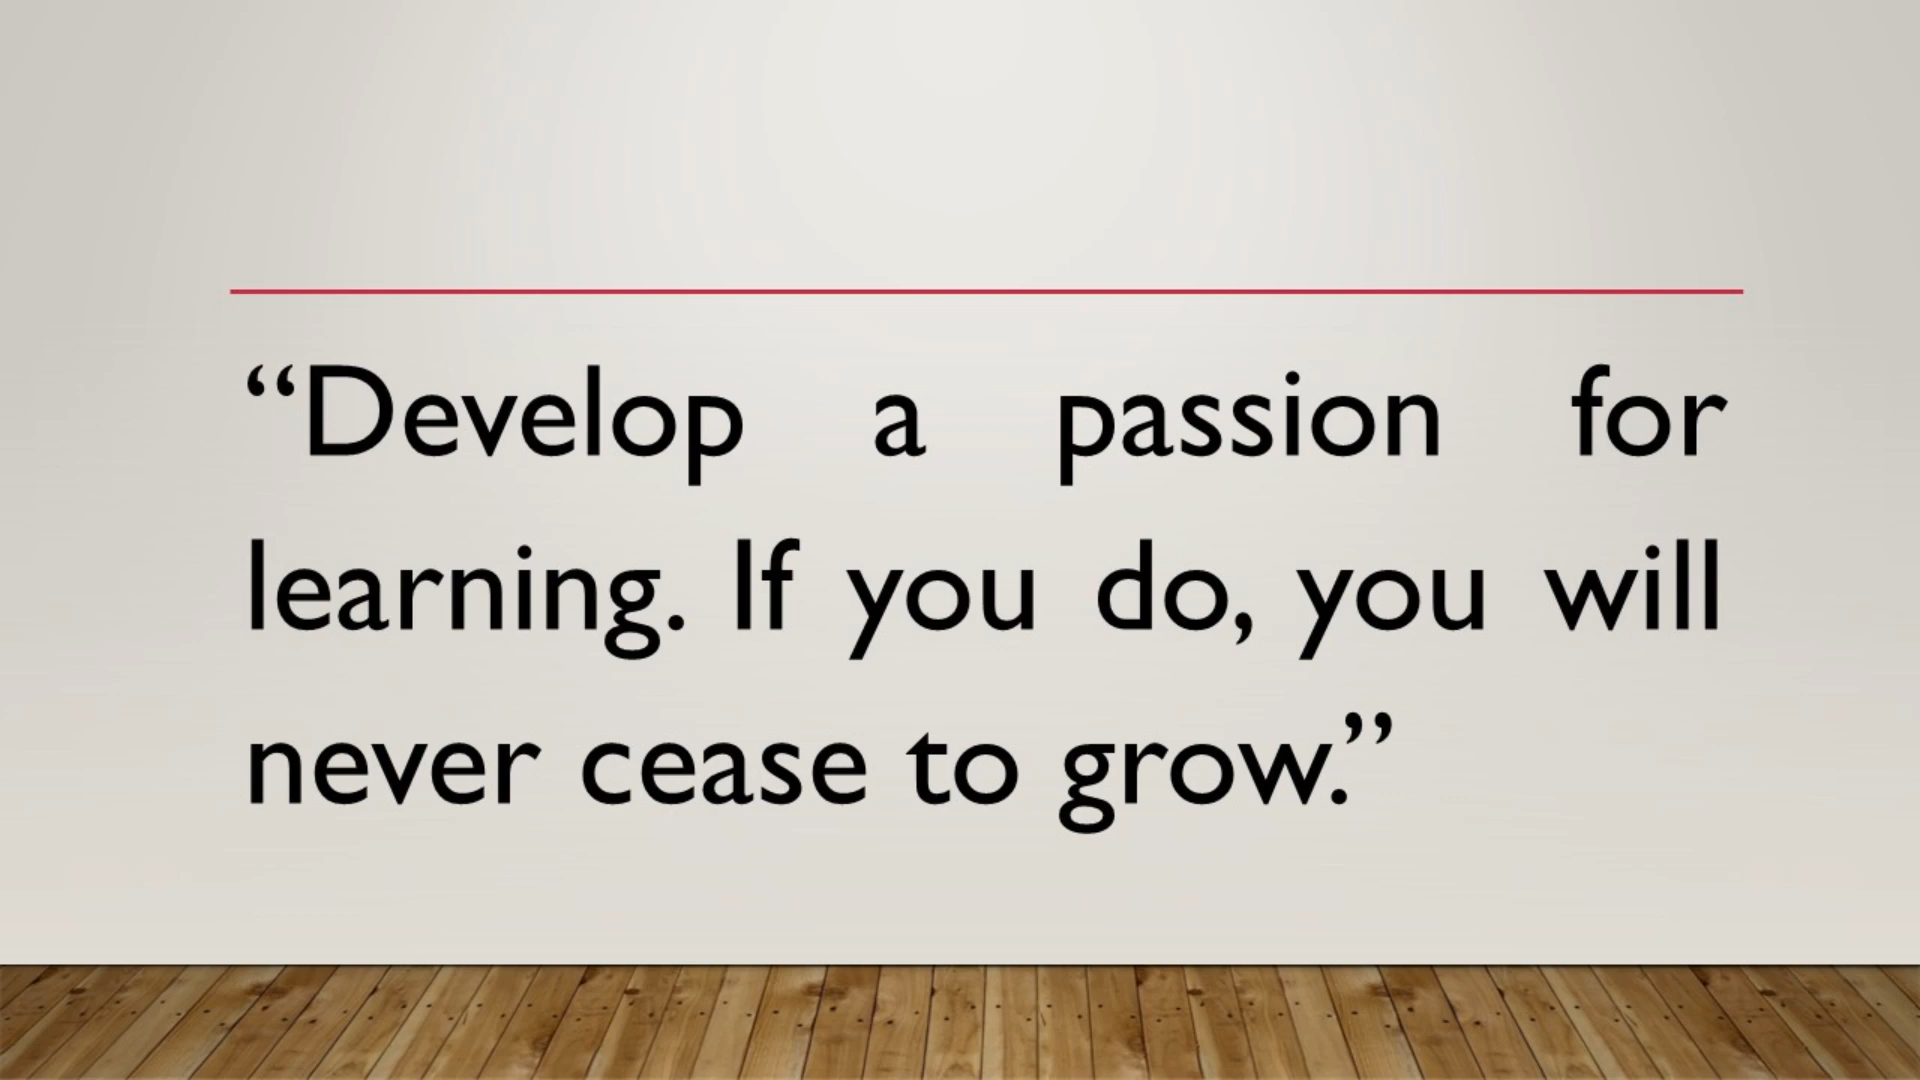 “Develop a passion for
learning. If you do, you will
never cease to grow.”